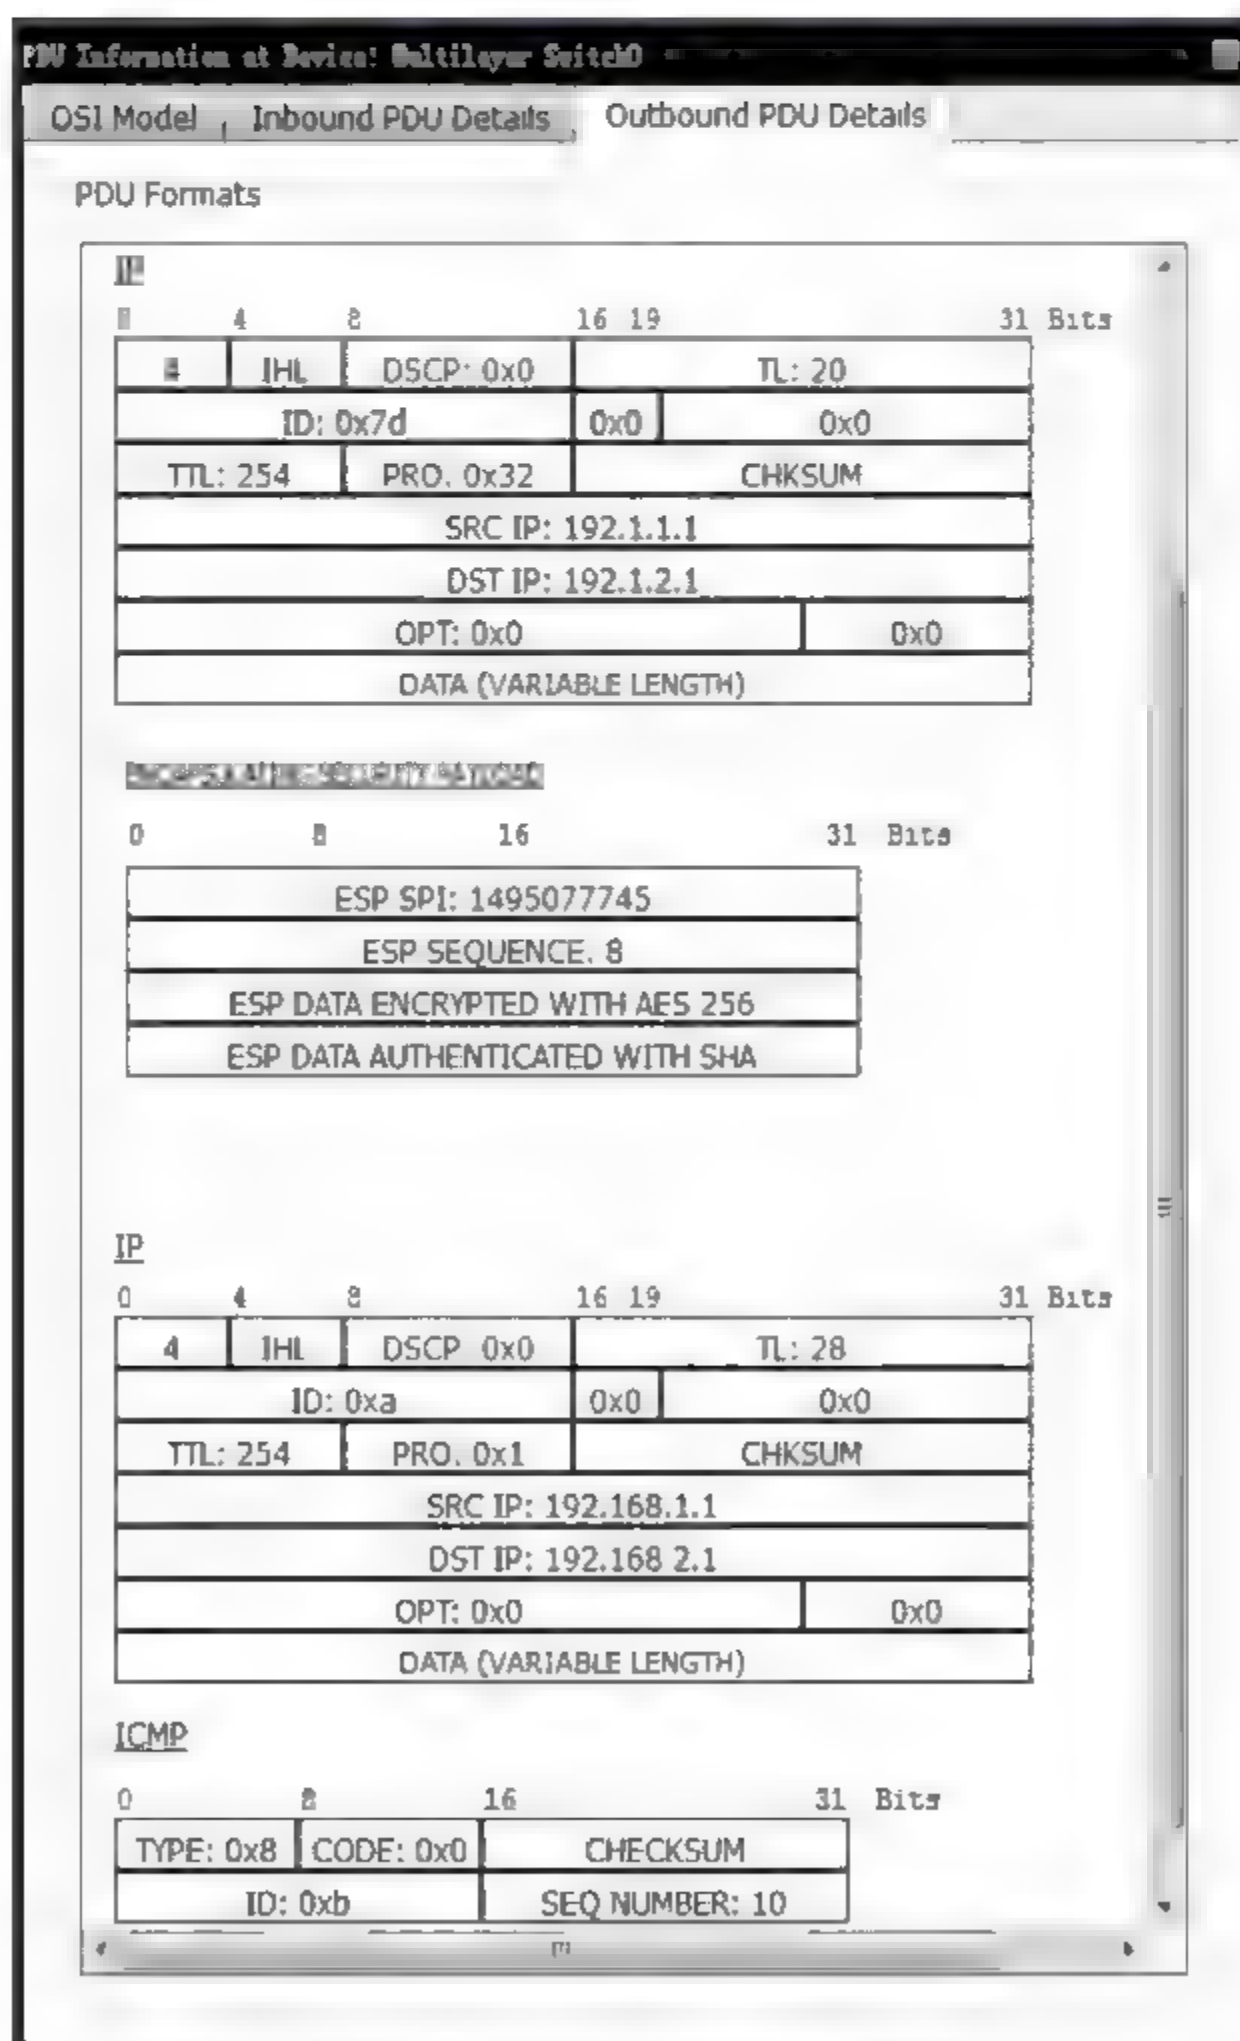 PDU Information at Device: Multilayer Switch0
OSI Model Inbound PDU Details Outbound PDU Details
PDU Formats
IP
4 8 16 19 31 Bits
4 IHL DSCP: 0x0 TL: 20
ID: 0x7d 0x0 0x0
TTL: 254 PRO. 0x32 CHKSUM
SRC IP: 192.1.1.1
DST IP: 192.1.2.1
OPT: 0x0 0x0
DATA (VARIABLE LENGTH)
ENCAPSULATING SECURITY PAYLOAD
0 8 16 31 Bits
ESP SPI: 1495077745
ESP SEQUENCE. 8
ESP DATA ENCRYPTED WITH AES 256
ESP DATA AUTHENTICATED WITH SHA
IP
0 4 8 16 19 31 Bits
4 IHL DSCP 0x0 TL: 28
ID: 0xa 0x0 0x0
TTL: 254 PRO. 0x1 CHKSUM
SRC IP: 192.168.1.1
DST IP: 192.168 2.1
OPT: 0x0 0x0
DATA (VARIABLE LENGTH)
ICMP
0 8 16 31 Bits
TYPE: 0x8 CODE: 0x0 CHECKSUM
ID: 0xb SEQ NUMBER: 10